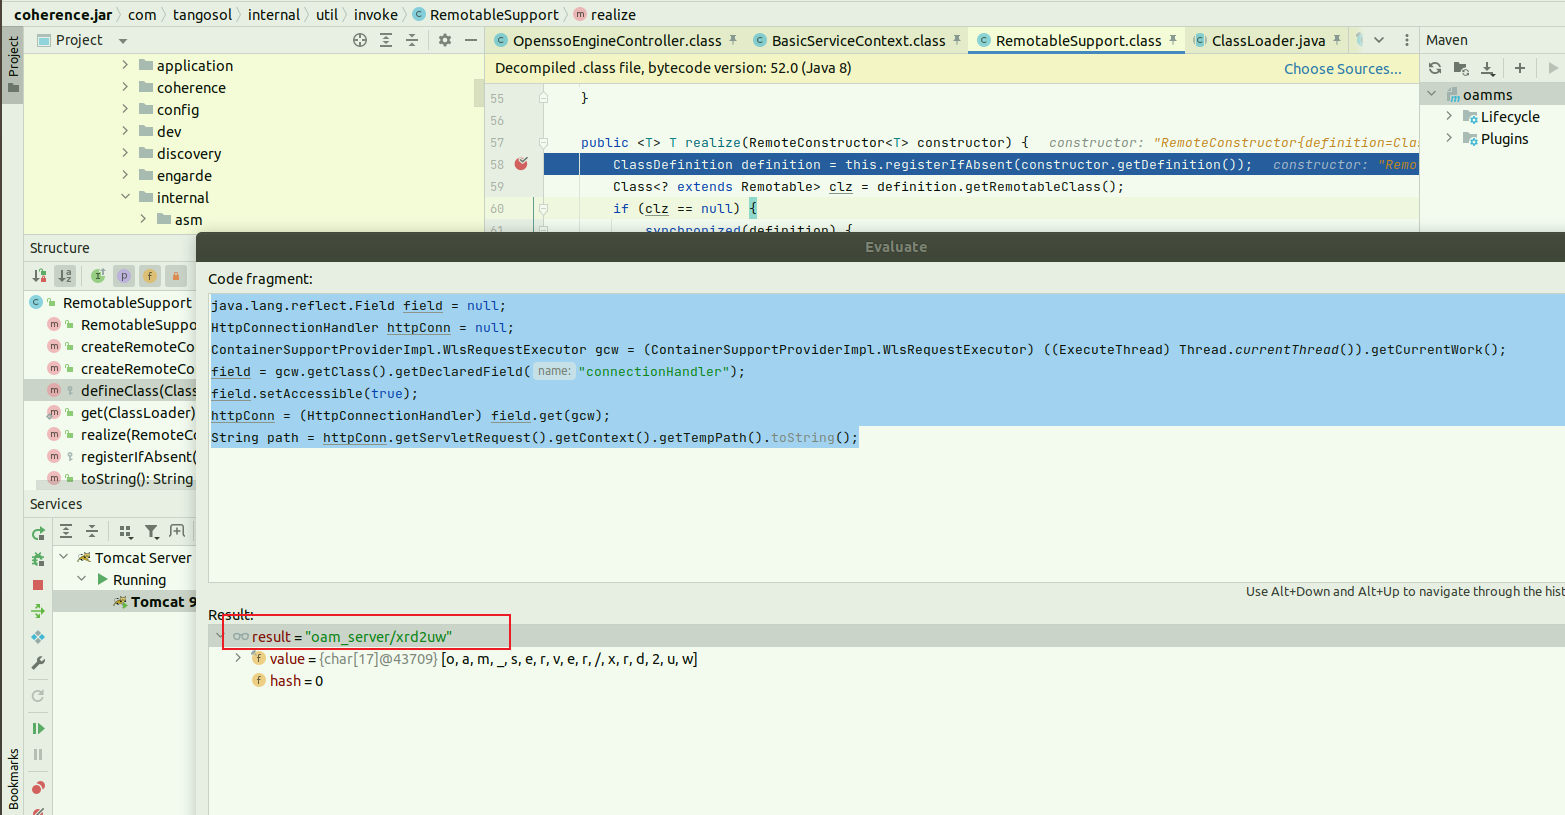 coherence.jar com tangosol internal util invoke RemotableSupport realize
Project
OpenssoEngineController.class BasicServiceContext.class RemotableSupport.class ClassLoader.java
Maven
Project
application
coherence
config
dev
discovery
engarde
internal
asm
Decompiled .class file, bytecode version: 52.0 (Java 8) Choose Sources...
55 }
56
57 public <T> T realize(RemoteConstructor<T> constructor) { constructor: "RemoteConstructor{definition=Clas
58 ClassDefinition definition = this.registerIfAbsent(constructor.getDefinition()); constructor: "Remo
59 Class<? extends Remotable> clz = definition.getRemotableClass();
60 if (clz == null) {
61 synchronized(definition) {
oamms
Lifecycle
Plugins
Structure
RemotableSupport
RemotableSuppo
createRemoteCo
createRemoteCo
defineClass(Class
get(ClassLoader)
realize(RemoteCo
registerIfAbsent(
toString(): String
Services
Tomcat Server
Running
Tomcat 9
Bookmarks
Evaluate
Code fragment:
java.lang.reflect.Field field = null;
HttpConnectionHandler httpConn = null;
ContainerSupportProviderImpl.WlsRequestExecutor gcw = (ContainerSupportProviderImpl.WlsRequestExecutor) ((ExecuteThread) Thread.currentThread()).getCurrentWork();
field = gcw.getClass().getDeclaredField( name: "connectionHandler");
field.setAccessible(true);
httpConn = (HttpConnectionHandler) field.get(gcw);
String path = httpConn.getServletRequest().getContext().getTempPath().toString();
Use Alt+Down and Alt+Up to navigate through the hist
Result:
result = "oam_server/xrd2uw"
value = {char[17]@43709} [o, a, m, _, s, e, r, v, e, r, /, x, r, d, 2, u, w]
hash = 0